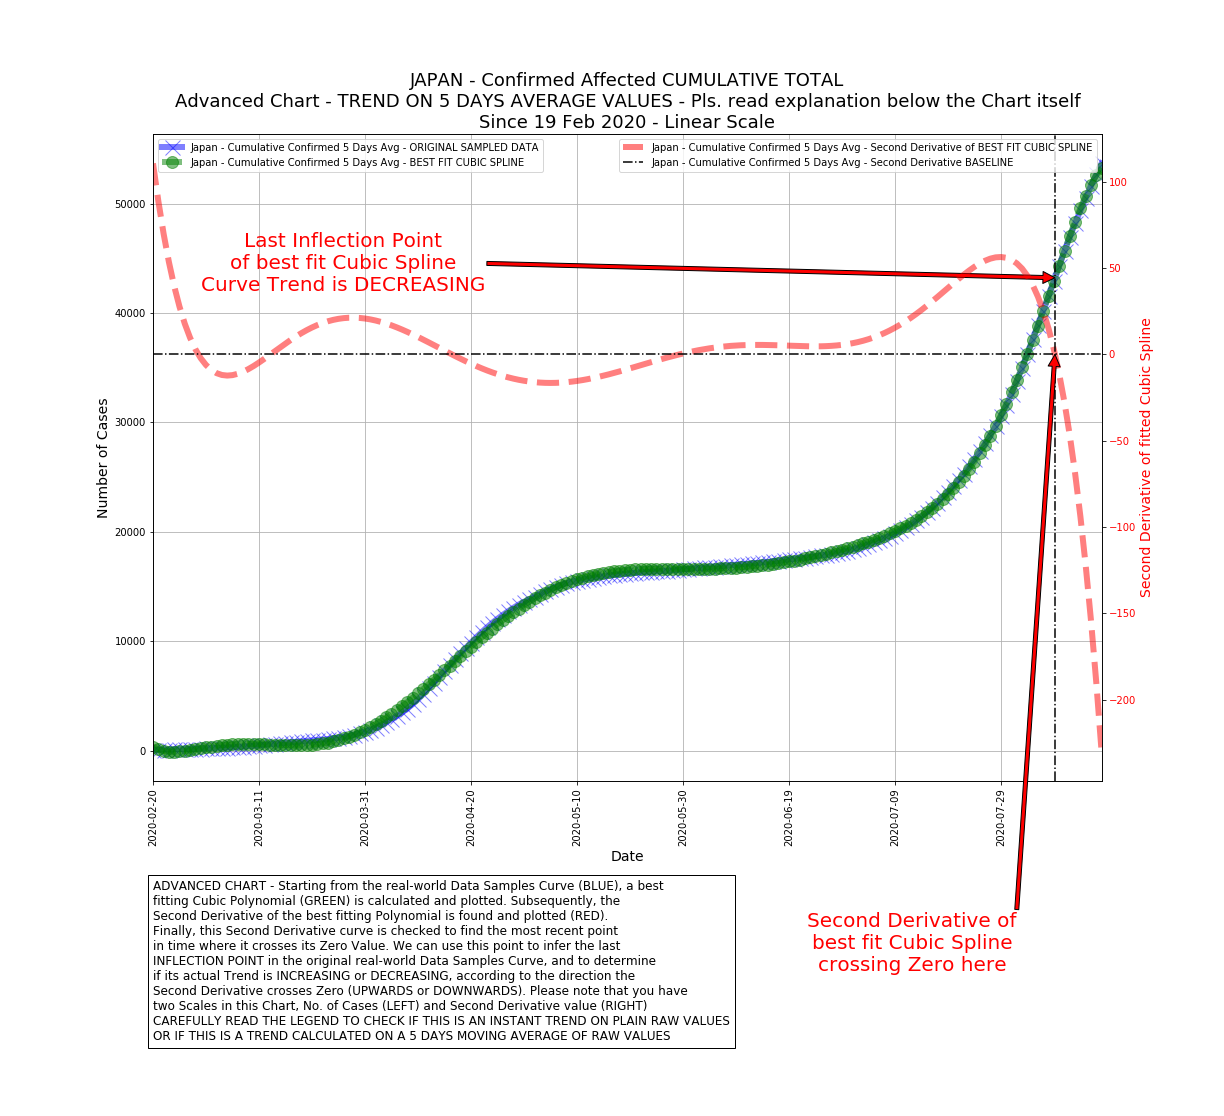 JAPAN - Confirmed Affected CUMULATIVE TOTAL
Advanced Chart - TREND ON 5 DAYS AVERAGE VALUES - Pls. read explanation below the Chart itself
Since 19 Feb 2020 - Linear Scale
Japan - Cumulative Confirmed 5 Days Avg - ORIGINAL SAMPLED DATA
Japan - Cumulative Confirmed 5 Days Avg - BEST FIT CUBIC SPLINE
Japan - Cumulative Confirmed 5 Days Avg - Second Derivative of BEST FIT CUBIC SPLINE
Japan - Cumulative Confirmed 5 Days Avg - Second Derivative BASELINE
Last Inflection Point
of best fit Cubic Spline
Curve Trend is DECREASING
Number of Cases
50000
40000
30000
20000
10000
0
100
50
0
−50
−100
−150
−200
Second Derivative of fitted Cubic Spline
2020-02-20
2020-03-11
2020-03-31
2020-04-20
2020-05-10
2020-05-30
2020-06-19
2020-07-09
2020-07-29
Date
ADVANCED CHART - Starting from the real-world Data Samples Curve (BLUE), a best
fitting Cubic Polynomial (GREEN) is calculated and plotted. Subsequently, the
Second Derivative of the best fitting Polynomial is found and plotted (RED).
Finally, this Second Derivative curve is checked to find the most recent point
in time where it crosses its Zero Value. We can use this point to infer the last
INFLECTION POINT in the original real-world Data Samples Curve, and to determine
if its actual Trend is INCREASING or DECREASING, according to the direction the
Second Derivative crosses Zero (UPWARDS or DOWNWARDS). Please note that you have
two Scales in this Chart, No. of Cases (LEFT) and Second Derivative value (RIGHT)
CAREFULLY READ THE LEGEND TO CHECK IF THIS IS AN INSTANT TREND ON PLAIN RAW VALUES
OR IF THIS IS A TREND CALCULATED ON A 5 DAYS MOVING AVERAGE OF RAW VALUES
Second Derivative of
best fit Cubic Spline
crossing Zero here